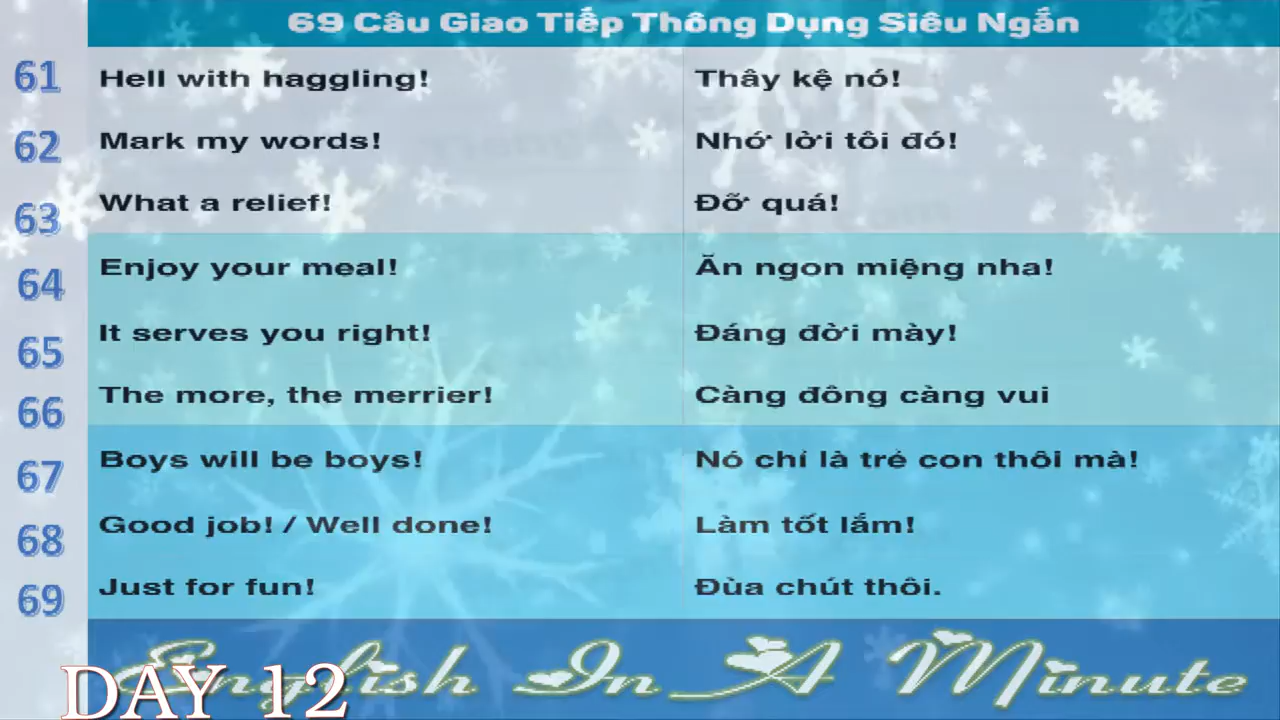 69 Câu Giao Tiếp Thông Dụng Siêu Ngắn
61 Hell with haggling! Thây kệ nó!
62 Mark my words! Nhớ lời tôi đó!
63 What a relief! Đỡ quá!
64 Enjoy your meal! Ăn ngon miệng nha!
65 It serves you right! Đáng đời mày!
66 The more, the merrier! Càng đông càng vui
67 Boys will be boys! Nó chỉ là trẻ con thôi mà!
68 Good job! / Well done! Làm tốt lắm!
69 Just for fun! Đùa chút thôi.
English In A Minute
DAY 12